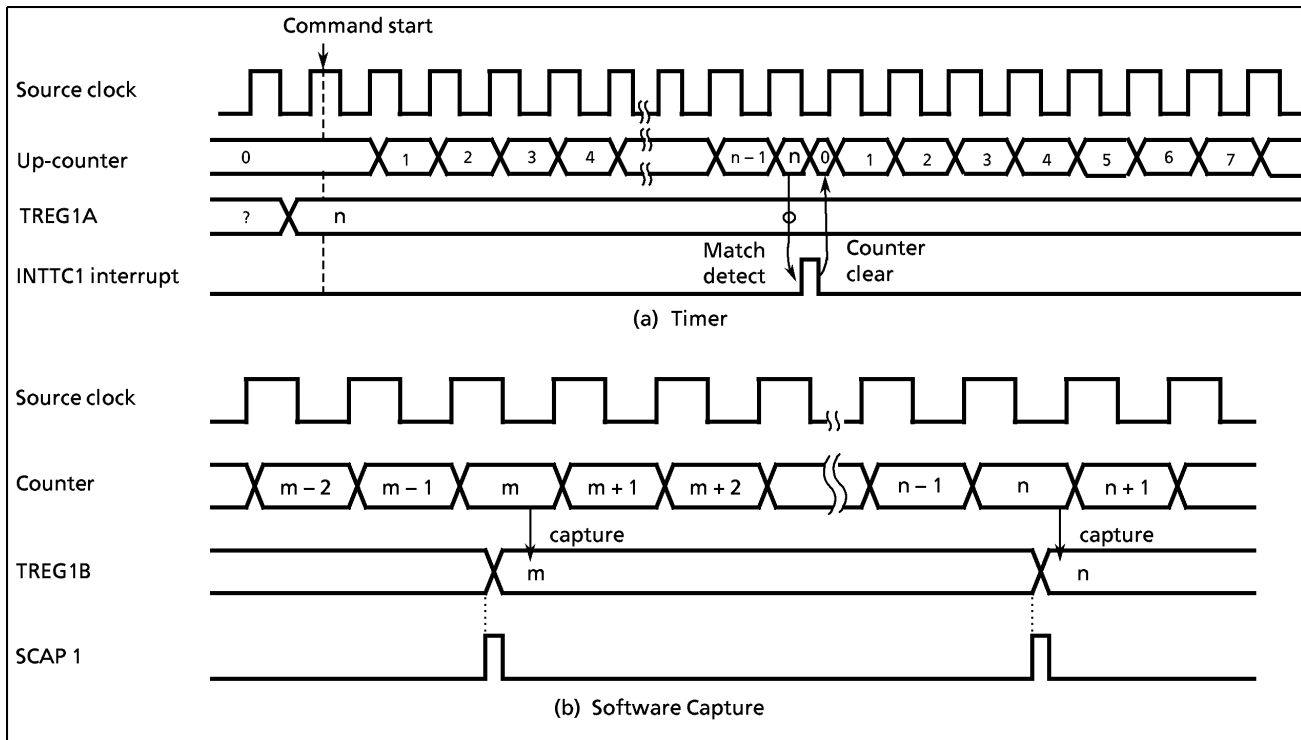 Command start
Source clock
Up-counter 0 1 2 3 4 n – 1 n 0 1 2 3 4 5 6 7
TREG1A ? n
INTTC1 interrupt
Match detect
Counter clear
(a) Timer
Source clock
Counter m – 2 m – 1 m m + 1 m + 2 n – 1 n n + 1
capture capture
TREG1B m n
SCAP 1
(b) Software Capture